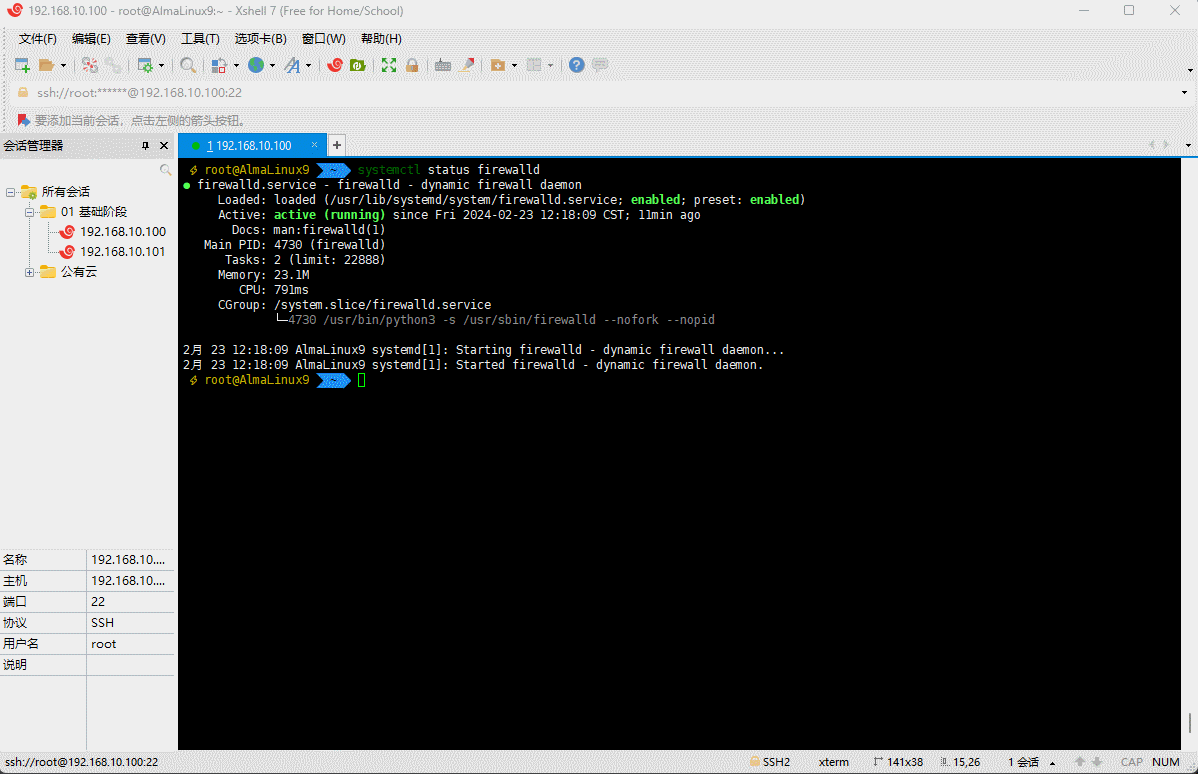 192.168.10.100 - root@AlmaLinux9:~ - Xshell 7 (Free for Home/School)
文件(F) 编辑(E) 查看(V) 工具(T) 选项卡(B) 窗口(W) 帮助(H)
ssh://root:******@192.168.10.100:22
要添加当前会话，点击左侧的箭头按钮。
会话管理器
所有会话
01 基础阶段
192.168.10.100
192.168.10.101
公有云
名称 192.168.10....
主机 192.168.10....
端口 22
协议 SSH
用户名 root
说明
1 192.168.10.100 × +
root@AlmaLinux9 ~ systemctl status firewalld
● firewalld.service - firewalld - dynamic firewall daemon
Loaded: loaded (/usr/lib/systemd/system/firewalld.service; enabled; preset: enabled)
Active: active (running) since Fri 2024-02-23 12:18:09 CST; 11min ago
Docs: man:firewalld(1)
Main PID: 4730 (firewalld)
Tasks: 2 (limit: 22888)
Memory: 23.1M
CPU: 791ms
CGroup: /system.slice/firewalld.service
└─4730 /usr/bin/python3 -s /usr/sbin/firewalld --nofork --nopid
2月 23 12:18:09 AlmaLinux9 systemd[1]: Starting firewalld - dynamic firewall daemon...
2月 23 12:18:09 AlmaLinux9 systemd[1]: Started firewalld - dynamic firewall daemon.
root@AlmaLinux9 ~
ssh://root@192.168.10.100:22 SSH2 xterm 141x38 15,26 1 会话 CAP NUM